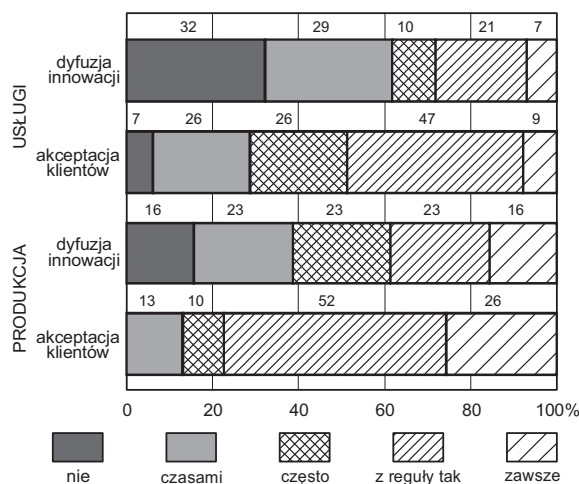 32 29 10 21 7
USŁUGI
dyfuzja
innowacji
7 26 26 47 9
akceptacja
klientów
16 23 23 23 16
PRODUKCJA
dyfuzja
innowacji
13 10 52 26
akceptacja
klientów
0 20 40 60 80 100%
nie czasami często z reguły tak zawsze